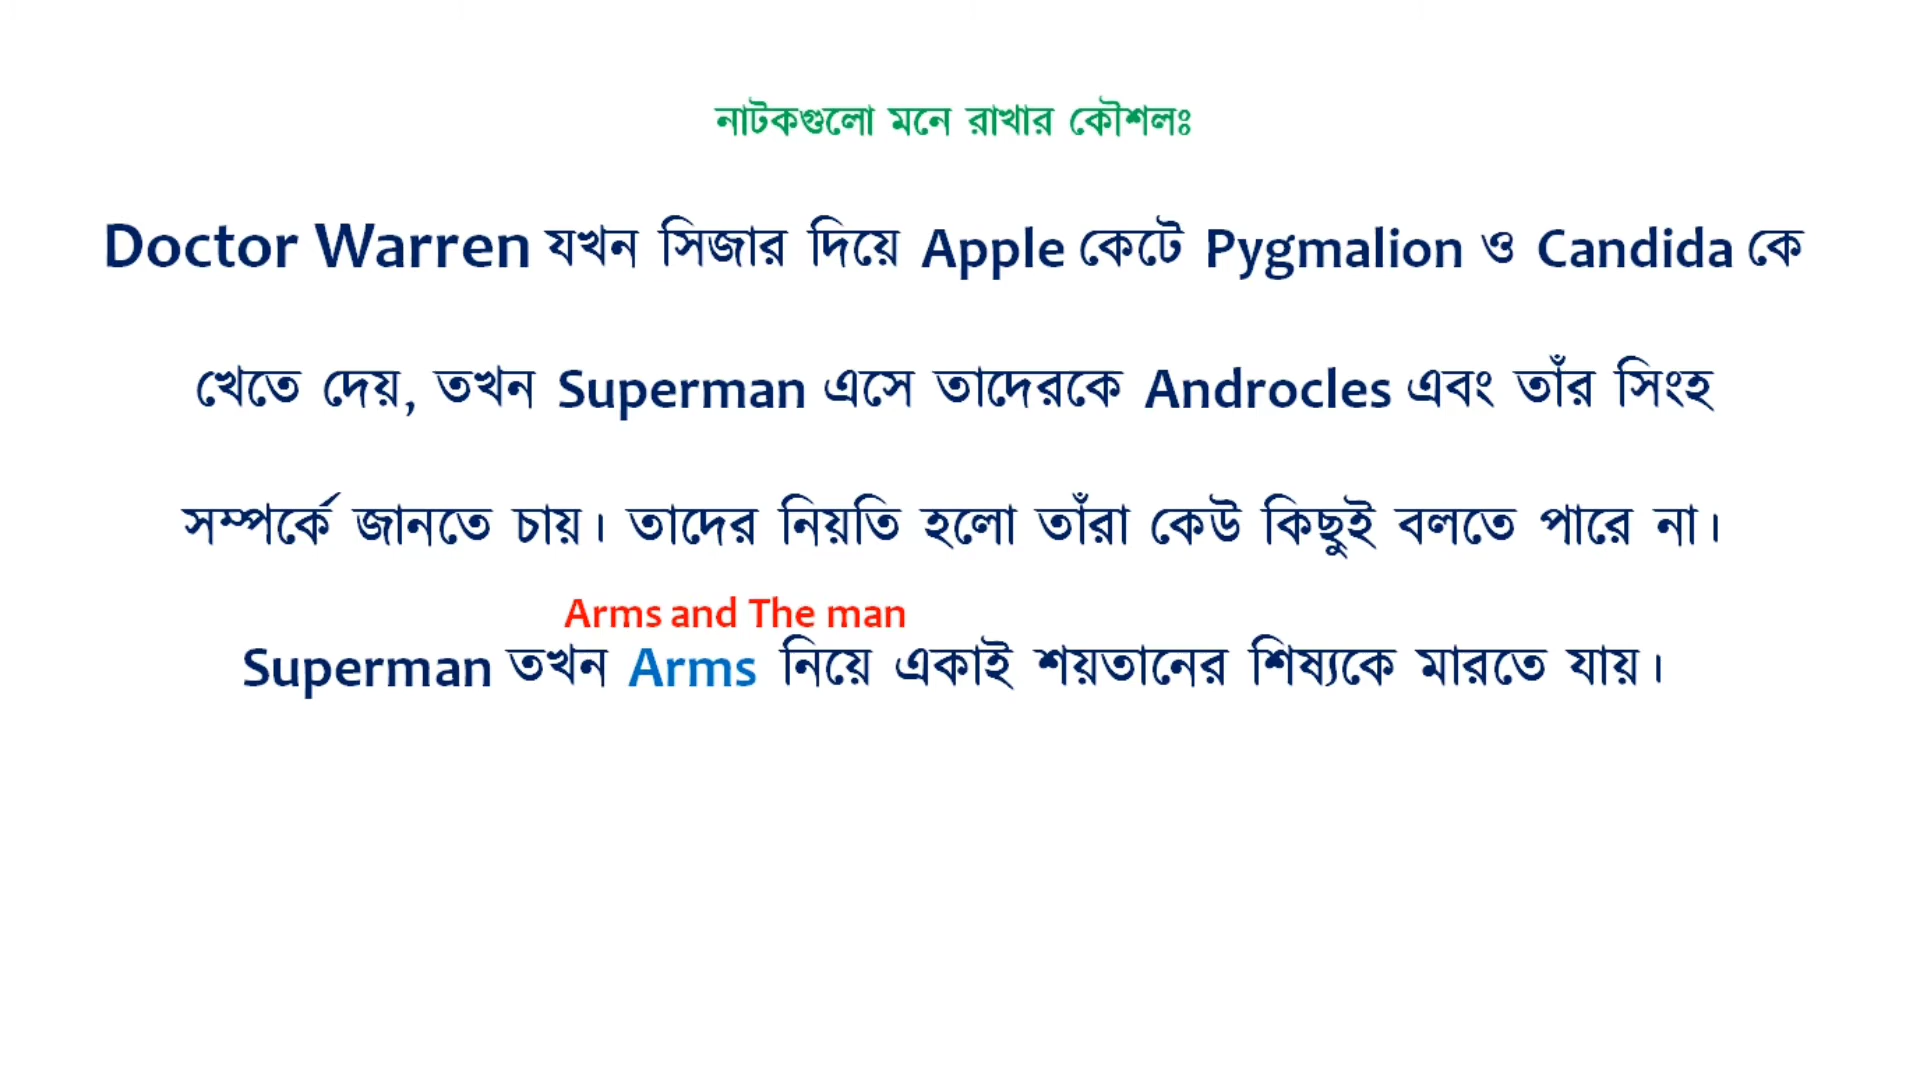 নাটকগুলো মনে রাখার কৌশলঃ
Doctor Warren যখন সিজার দিয়ে Apple কেটে Pygmalion ও Candida কে
খেতে দেয়, তখন Superman এসে তাদেরকে Androcles এবং তাঁর সিংহ
সম্পর্কে জানতে চায়। তাদের নিয়তি হলো তাঁরা কেউ কিছুই বলতে পারে না।
Arms and The man
Superman তখন Arms নিয়ে একাই শয়তানের শিষ্যকে মারতে যায়।